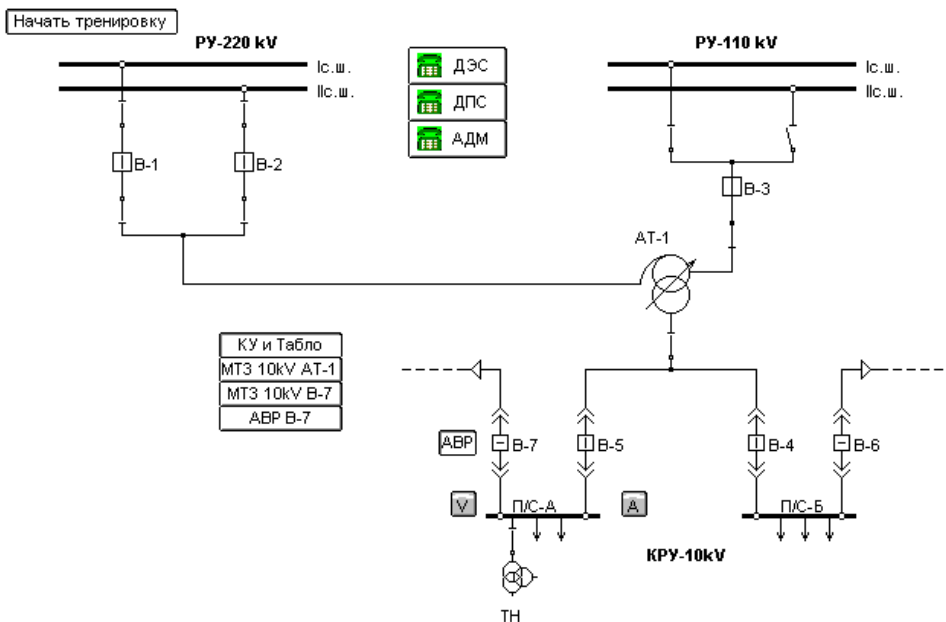 Начать тренировку
РУ-220 kV
Iс.ш.
IIс.ш.
В-1
В-2
ДЭС
ДПС
АДМ
РУ-110 kV
Iс.ш.
IIс.ш.
В-3
АТ-1
КУ и Табло
МТЗ 10kV АТ-1
МТЗ 10kV В-7
АВР В-7
АВР
В-7
В-5
В-4
В-6
V
П/С-А
A
П/С-Б
КРУ-10kV
ТН